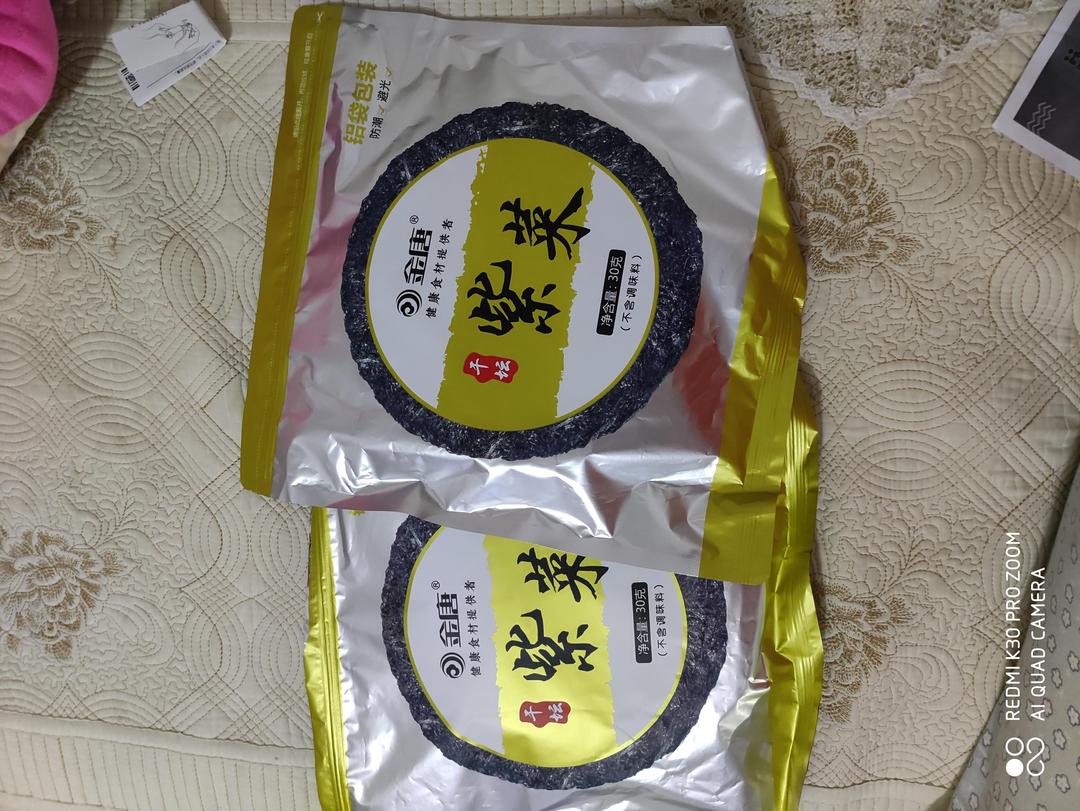 铝袋包装
防潮✓ 避光✓
金唐®
健康食材提供者
紫菜
干坛
净含量:30克
(不含调味料)
金唐®
健康食材提供者
紫菜
干坛
净含量:30克
(不含调味料)
REDMI K30 PRO ZOOM
AI QUAD CAMERA